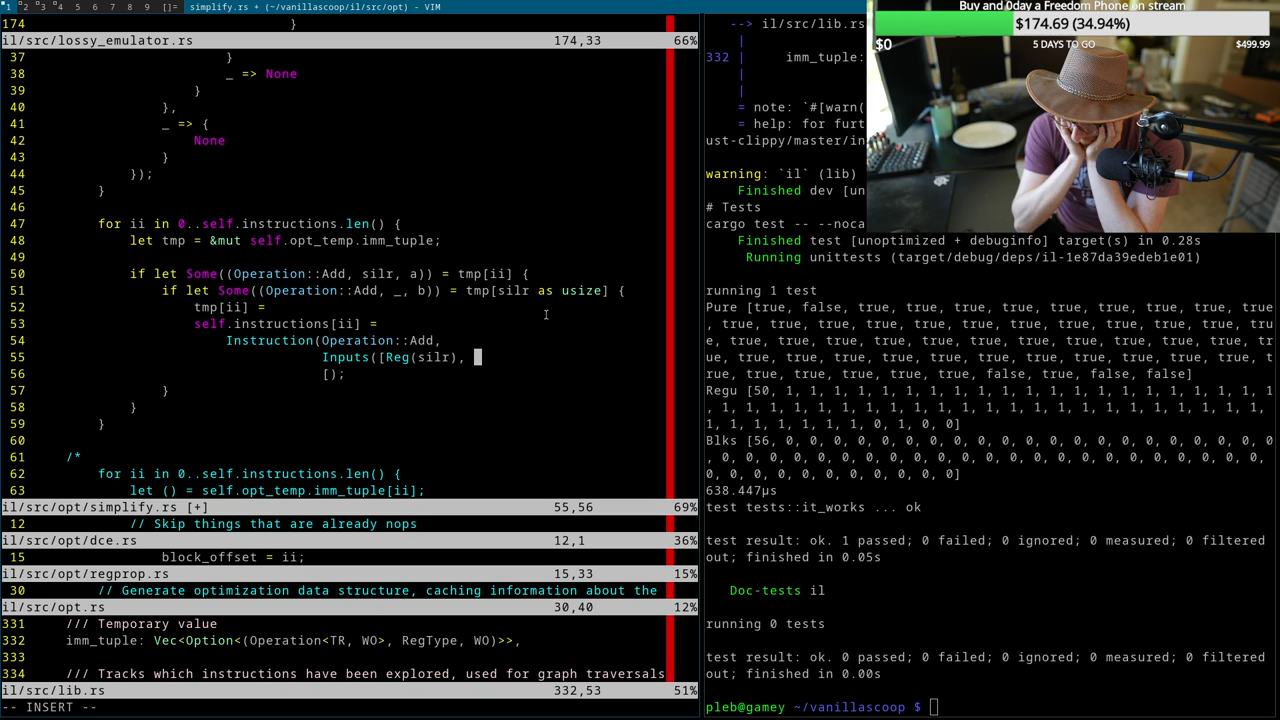 1 2 3 4 5 6 7 8 9 []= simplify.rs + (~/vanillascoop/il/src/opt) - VIM
174 }
il/src/lossy_emulator.rs 174,33 66%
37 }
38 _ => None
39 }
40 },
41 _ => {
42 None
43 }
44 });
45 }
46
47 for ii in 0..self.instructions.len() {
48 let tmp = &mut self.opt_temp.imm_tuple;
49
50 if let Some((Operation::Add, silr, a)) = tmp[ii] {
51 if let Some((Operation::Add, _, b)) = tmp[silr as usize] {
52 tmp[ii] =
53 self.instructions[ii] =
54 Instruction(Operation::Add,
55 Inputs([Reg(silr),
56 [);
57 }
58 }
59 }
60
61 /*
62 for ii in 0..self.instructions.len() {
63 let () = self.opt_temp.imm_tuple[ii];
il/src/opt/simplify.rs [+] 55,56 69%
12 // Skip things that are already nops
il/src/opt/dce.rs 12,1 36%
15 block_offset = ii;
il/src/opt/regprop.rs 15,33 15%
30 // Generate optimization data structure, caching information about the
il/src/opt.rs 30,40 12%
331 /// Temporary value
332 imm_tuple: Vec<Option<(Operation<TR, WO>, RegType, WO)>>,
333
334 /// Tracks which instructions have been explored, used for graph traversals
il/src/lib.rs 332,53 51%
-- INSERT --
--> il/src/lib.rs
|
332 | imm_tuple:
|
|
= note: `#[warn(
= help: for furt
ust-clippy/master/in
warning: `il` (lib)
Finished dev [un
# Tests
cargo test -- --noca
Finished test [unoptimized + debuginfo] target(s) in 0.28s
Running unittests (target/debug/deps/il-1e87da39edeb1e01)
running 1 test
Pure [true, false, true, true, true, true, true, true, true, true, true
, true, true, true, true, true, true, true, true, true, true, true, tru
e, true, true, true, true, true, true, true, true, true, true, true, t
rue, true, true, true, true, true, true, false, true, false, false]
Regu [50, 1, 1, 1, 1, 1, 1, 1, 1, 1, 1, 1, 1, 1, 1, 1, 1, 1, 1, 1, 1, 1
, 1, 1, 1, 1, 1, 1, 1, 1, 1, 1, 1, 1, 1, 1, 1, 1, 1, 1, 1, 1, 1, 1, 1,
1, 1, 1, 1, 1, 1, 1, 1, 0, 1, 0, 0]
Blks [56, 0, 0, 0, 0, 0, 0, 0, 0, 0, 0, 0, 0, 0, 0, 0, 0, 0, 0, 0, 0, 0
, 0, 0, 0, 0, 0, 0, 0, 0, 0, 0, 0, 0, 0, 0, 0, 0, 0, 0, 0, 0, 0, 0, 0,
0, 0, 0, 0, 0, 0, 0, 0, 0, 0, 0, 0]
638.447µs
test tests::it_works ... ok
test result: ok. 1 passed; 0 failed; 0 ignored; 0 measured; 0 filtered
out; finished in 0.05s
Doc-tests il
running 0 tests
test result: ok. 0 passed; 0 failed; 0 ignored; 0 measured; 0 filtered
out; finished in 0.00s
pleb@gamey ~/vanillascoop $
Buy and 0day a Freedom Phone on stream
$174.69 (34.94%)
$0 5 DAYS TO GO $499.99